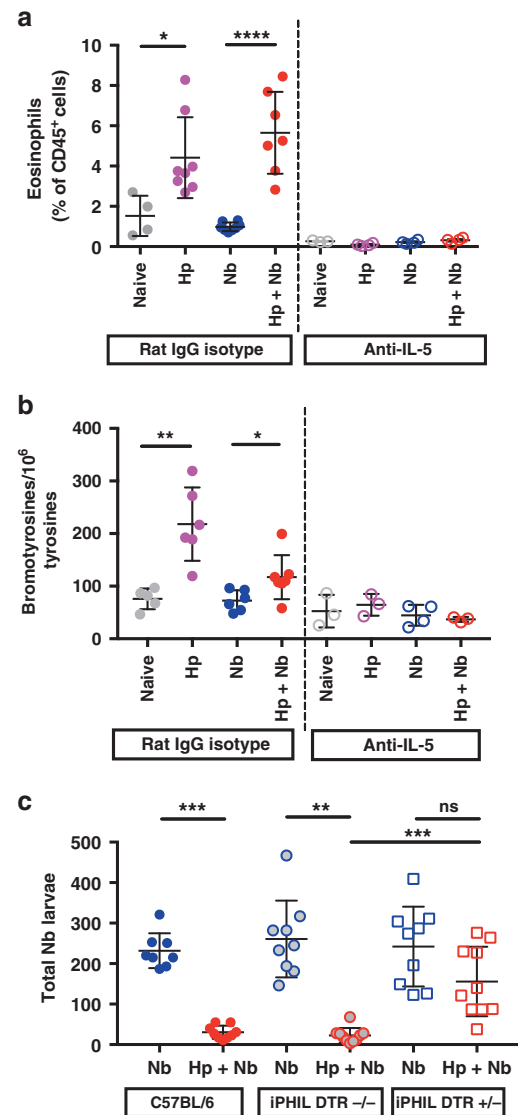 a
Eosinophils
(% of CD45+ cells)
10
8
6
4
2
0
*
****
Naive
Hp
Nb
Hp + Nb
Naive
Hp
Nb
Hp + Nb
Rat IgG isotype
Anti-IL-5
b
Bromotyrosines/10⁶
tyrosines
400
300
200
100
0
**
*
Naive
Hp
Nb
Hp + Nb
Naive
Hp
Nb
Hp + Nb
Rat IgG isotype
Anti-IL-5
c
Total Nb larvae
500
400
300
200
100
0
***
**
ns
***
Nb
Hp + Nb
Nb
Hp + Nb
Nb
Hp + Nb
C57BL/6
iPHIL DTR –/–
iPHIL DTR +/–